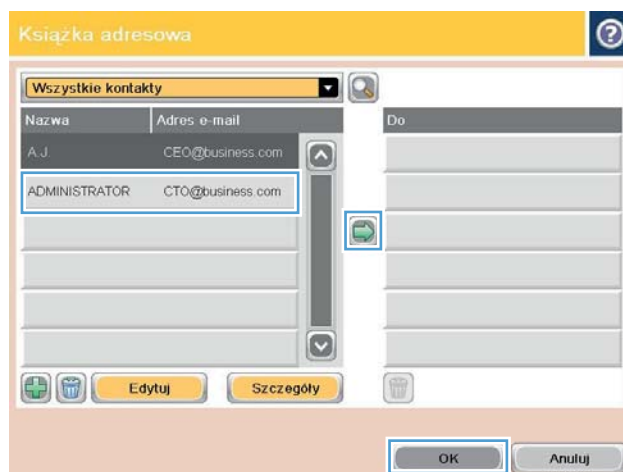 Książka adresowa
?
Wszystkie kontakty
Nazwa Adres e-mail Do
A.J. CEO@business.com
ADMINISTRATOR CTO@business.com
Edytuj Szczegóły
OK Anuluj